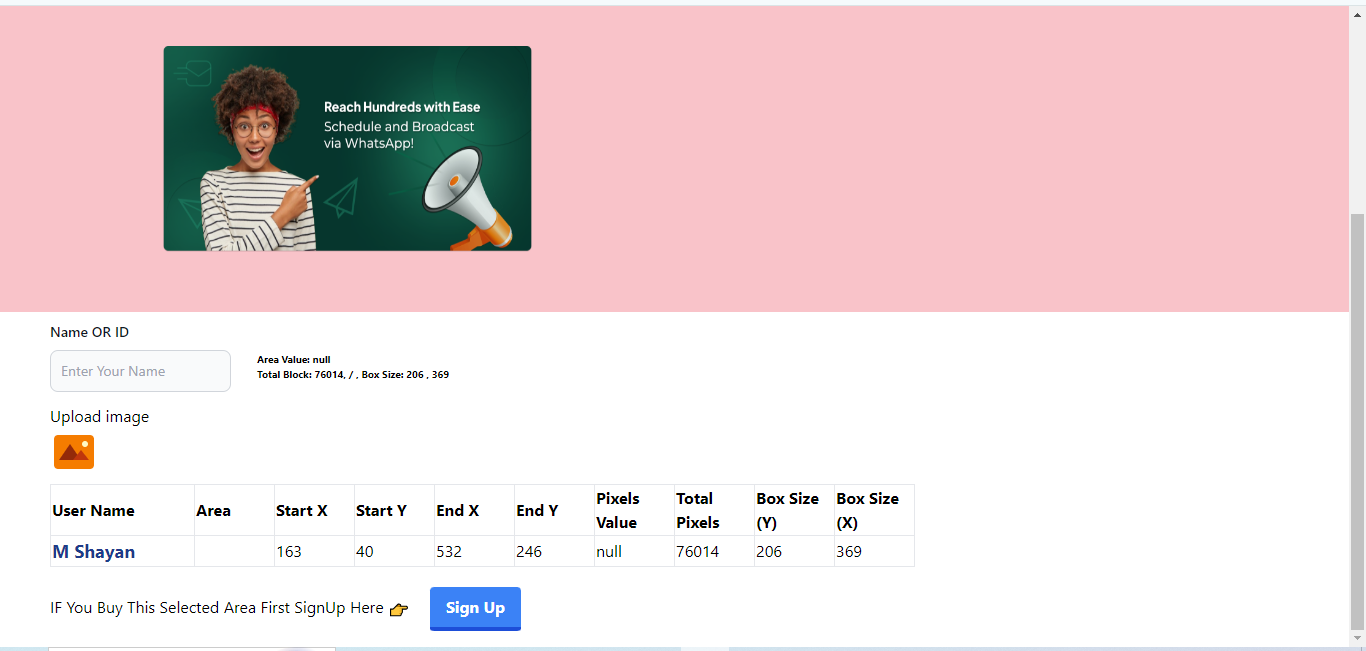 Reach Hundreds with Ease
Schedule and Broadcast
via WhatsApp!
Name OR ID
Enter Your Name
Area Value: null
Total Block: 76014, / , Box Size: 206 , 369
Upload image
User Name Area Start X Start Y End X End Y Pixels Value Total Pixels Box Size (Y) Box Size (X)
M Shayan 163 40 532 246 null 76014 206 369
IF You Buy This Selected Area First SignUp Here 👉 Sign Up